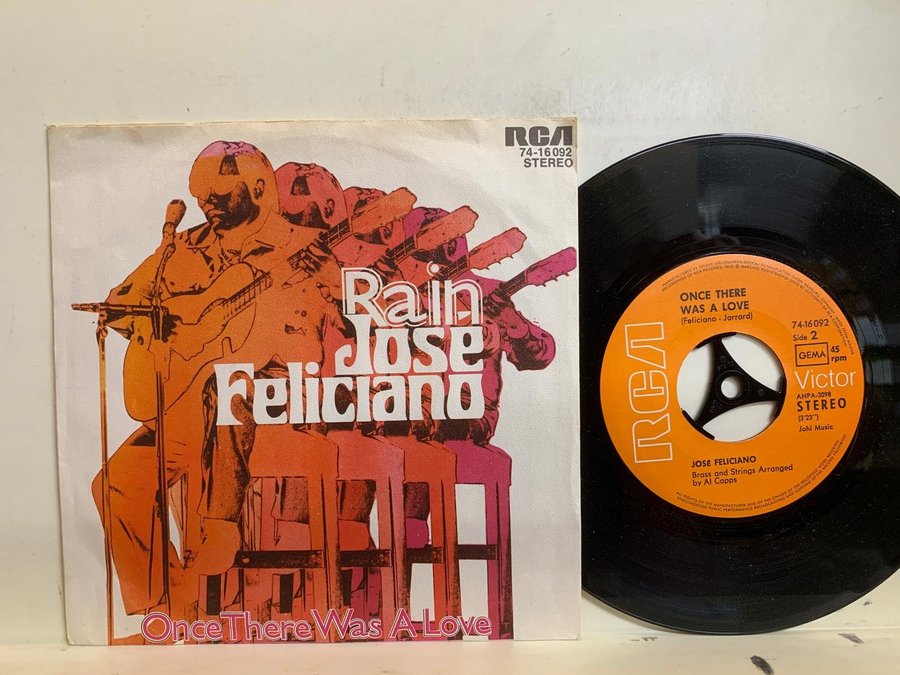 RCA
74-16 092
STEREO
Rain
José
Feliciano
Once There Was A Love
ONCE THERE
WAS A LOVE
(Feliciano - Jarrard)
74-16 092
Side 2
GEMA
45
rpm
RCA
Victor
AHPA-3098
STEREO
(3'23")
Johi Music
JOSÉ FELICIANO
Brass and Strings Arranged
by Al Capps